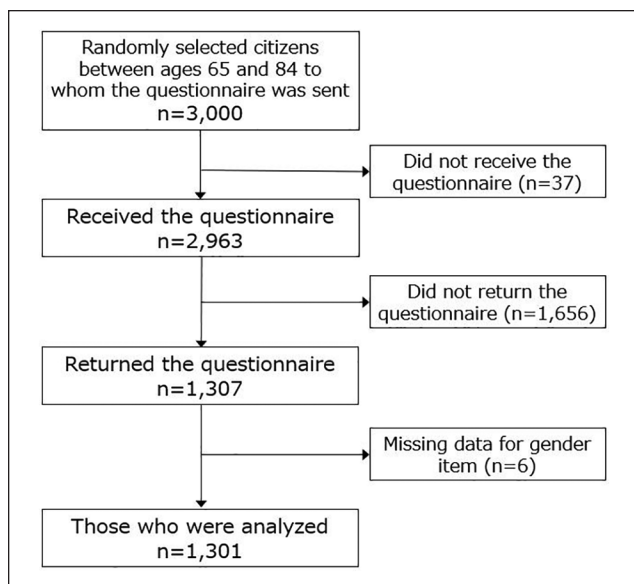 Randomly selected citizens
between ages 65 and 84 to
whom the questionnaire was sent
n=3,000
Did not receive the
questionnaire (n=37)
Received the questionnaire
n=2,963
Did not return the
questionnaire (n=1,656)
Returned the questionnaire
n=1,307
Missing data for gender
item (n=6)
Those who were analyzed
n=1,301